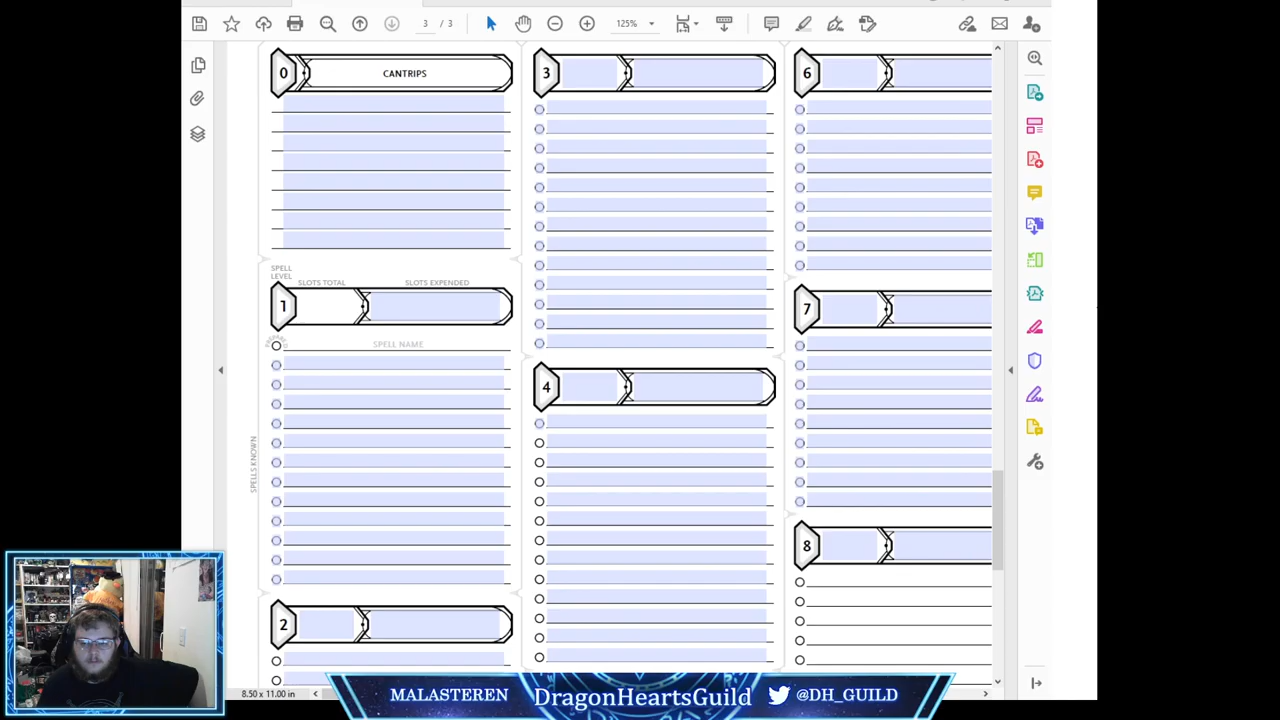 3 / 3
125%
0
CANTRIPS
SPELL
LEVEL
SLOTS TOTAL
SLOTS EXPENDED
1
SPELL NAME
SPELLS KNOWN
2
3
4
6
7
8
8.50 x 11.00 in
MALASTEREN
DragonHeartsGuild
@DH_GUILD